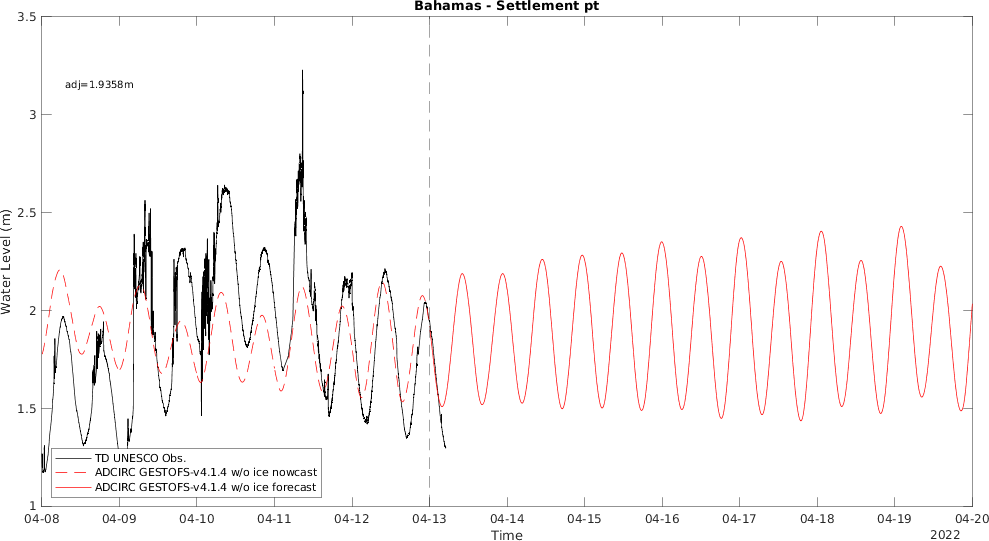 Bahamas - Settlement pt
3.5
3
2.5
2
1.5
1
Water Level (m)
adj=1.9358m
TD UNESCO Obs.
ADCIRC GESTOFS-v4.1.4 w/o ice nowcast
ADCIRC GESTOFS-v4.1.4 w/o ice forecast
04-08 04-09 04-10 04-11 04-12 04-13 04-14 04-15 04-16 04-17 04-18 04-19 04-20
Time
2022